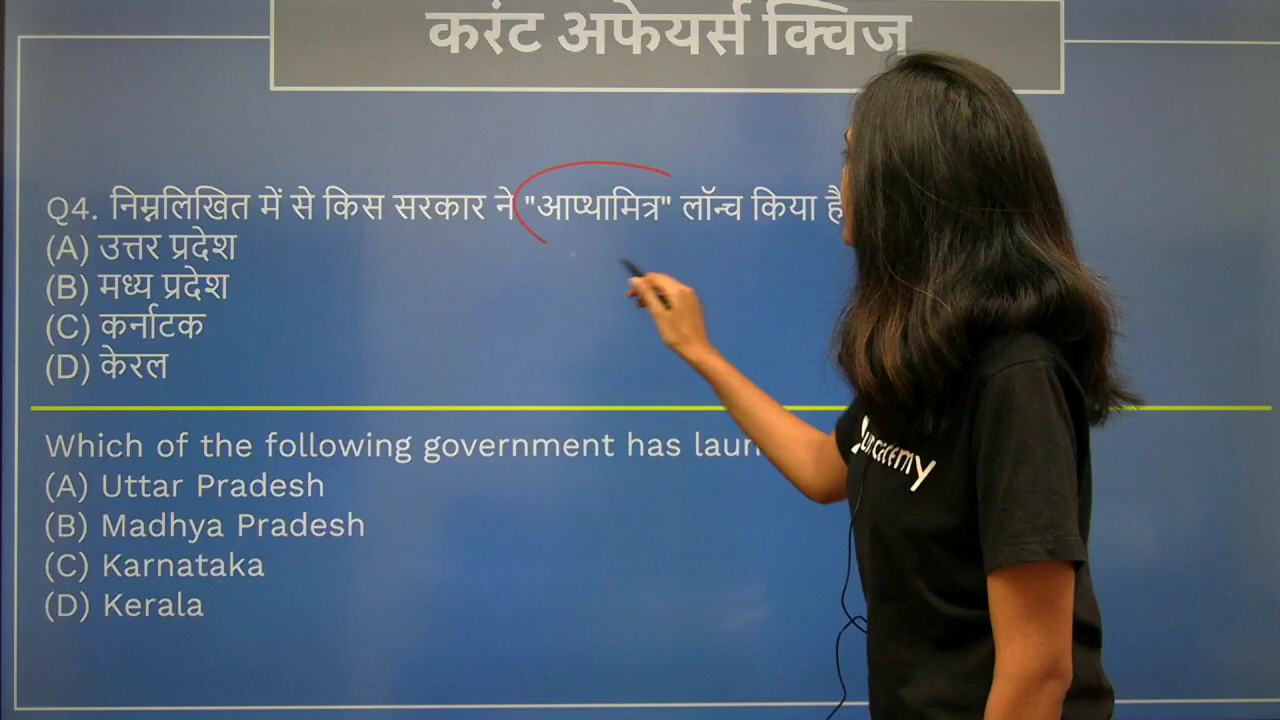 करंट अफेयर्स क्विज
Q4. निम्नलिखित में से किस सरकार ने "आप्थामित्र" लॉन्च किया है
(A) उत्तर प्रदेश
(B) मध्य प्रदेश
(C) कर्नाटक
(D) केरल
Which of the following government has laun
(A) Uttar Pradesh
(B) Madhya Pradesh
(C) Karnataka
(D) Kerala
unacademy